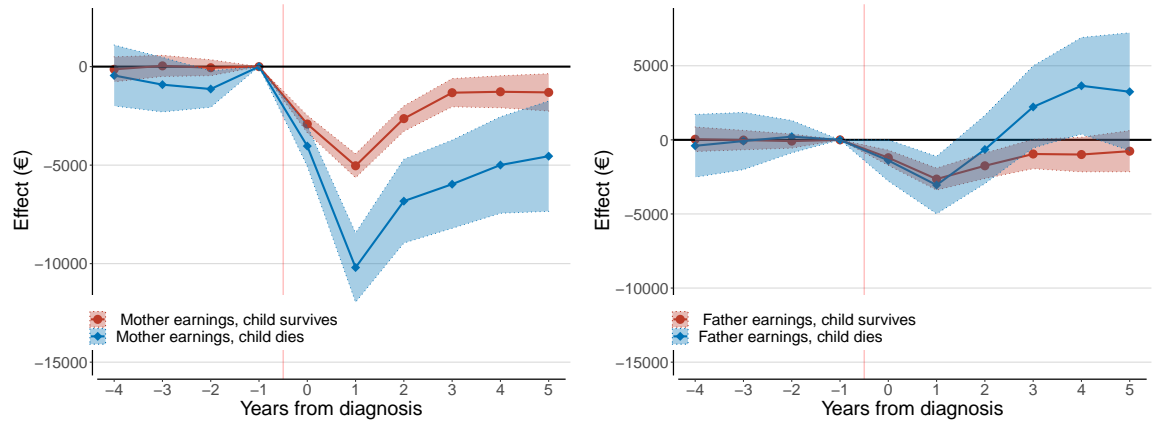 0
−5000
−10000
−15000
Effect (€)
Mother earnings, child survives
Mother earnings, child dies
−4 −3 −2 −1 0 1 2 3 4 5
Years from diagnosis
5000
0
−5000
−10000
−15000
Effect (€)
Father earnings, child survives
Father earnings, child dies
−4 −3 −2 −1 0 1 2 3 4 5
Years from diagnosis